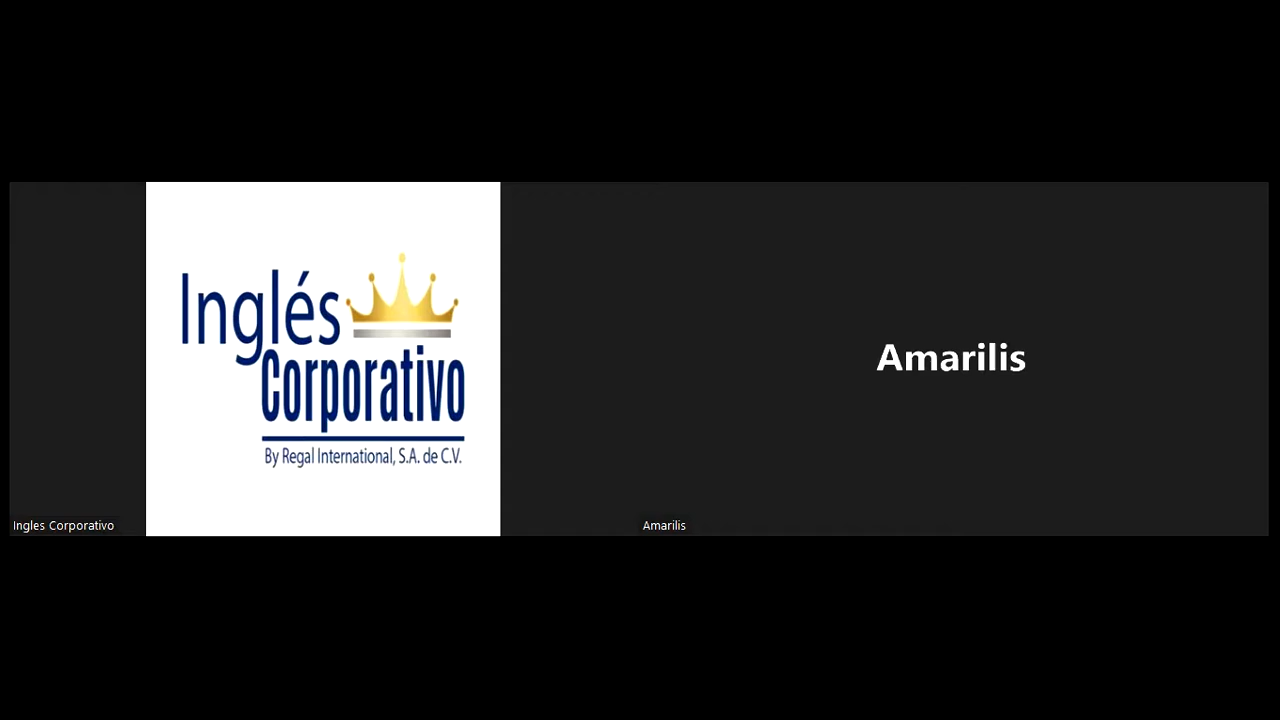 Inglés
Corporativo
By Regal International, S.A. de C.V.
Ingles Corporativo
Amarilis
Amarilis